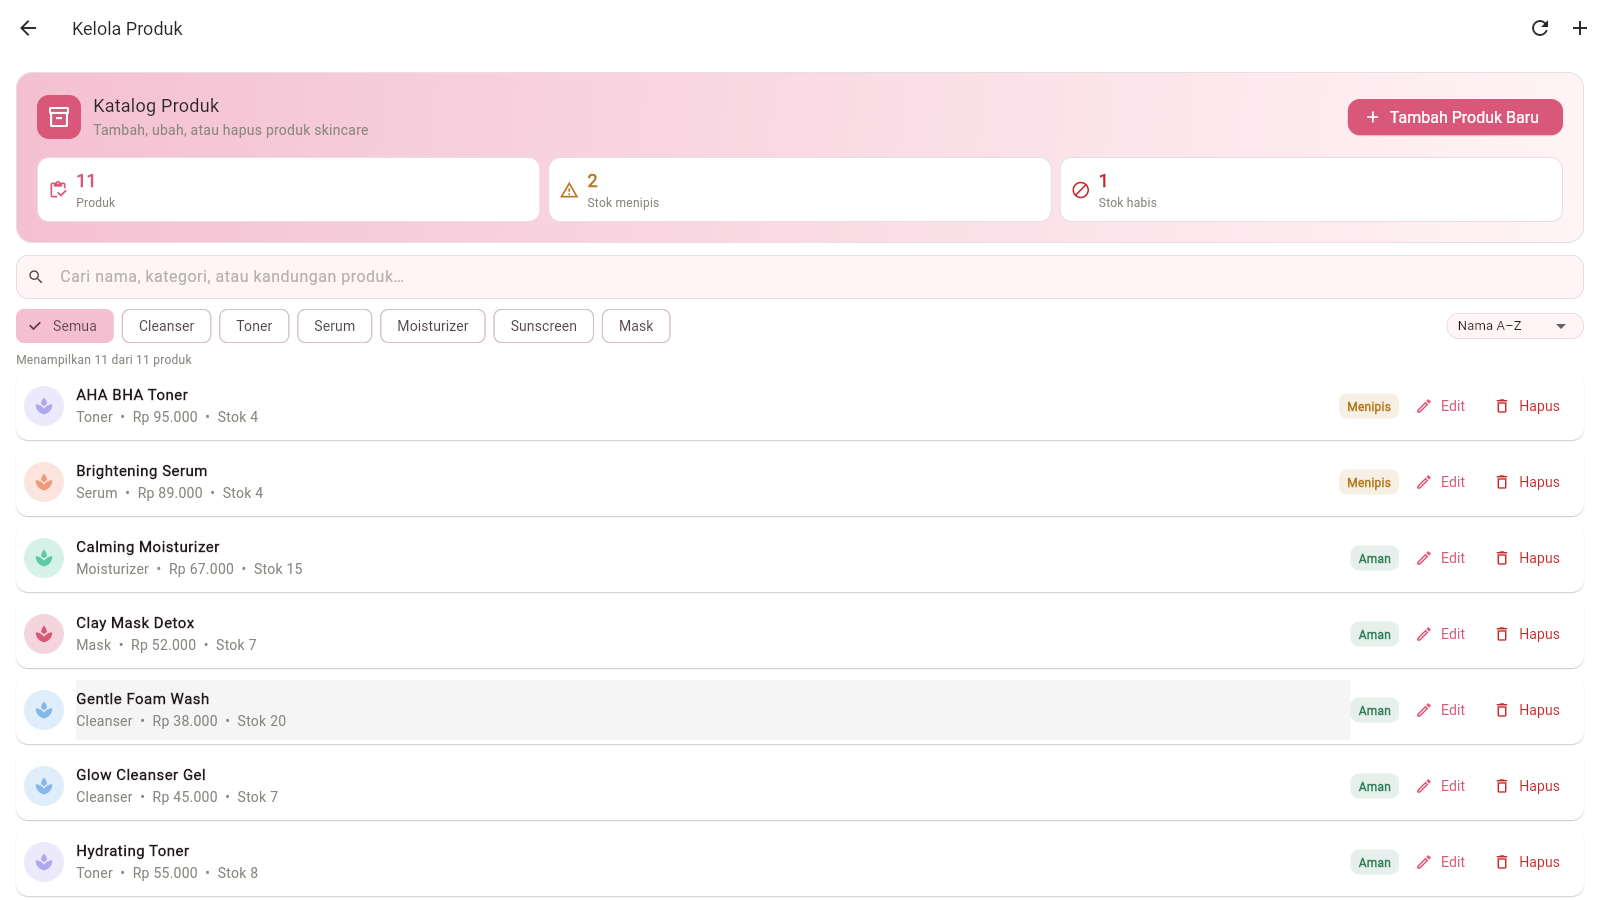 Kelola Produk
Katalog Produk
Tambah, ubah, atau hapus produk skincare
+ Tambah Produk Baru
11
Produk
2
Stok menipis
1
Stok habis
Cari nama, kategori, atau kandungan produk...
Semua Cleanser Toner Serum Moisturizer Sunscreen Mask Nama A–Z
Menampilkan 11 dari 11 produk
AHA BHA Toner
Toner • Rp 95.000 • Stok 4
Menipis Edit Hapus
Brightening Serum
Serum • Rp 89.000 • Stok 4
Menipis Edit Hapus
Calming Moisturizer
Moisturizer • Rp 67.000 • Stok 15
Aman Edit Hapus
Clay Mask Detox
Mask • Rp 52.000 • Stok 7
Aman Edit Hapus
Gentle Foam Wash
Cleanser • Rp 38.000 • Stok 20
Aman Edit Hapus
Glow Cleanser Gel
Cleanser • Rp 45.000 • Stok 7
Aman Edit Hapus
Hydrating Toner
Toner • Rp 55.000 • Stok 8
Aman Edit Hapus